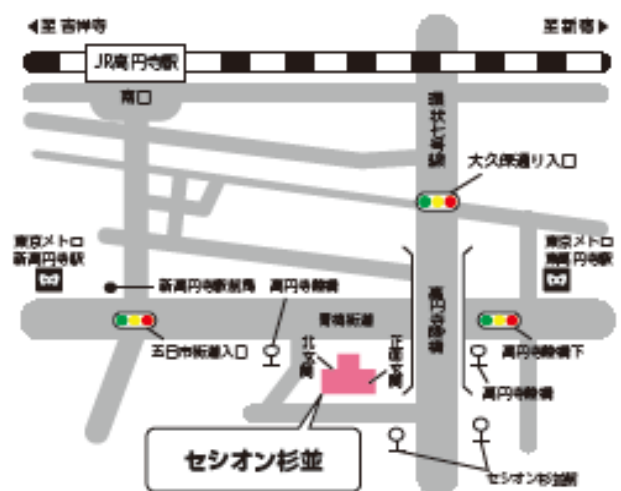 至 吉祥寺
至 新宿
JR高円寺駅
南口
環状七号線
大久保通り入口
東京メトロ
新高円寺駅
東京メトロ
東高円寺駅
新高円寺駅前
高円寺陸橋
青梅街道
高円寺陸橋
五日市街道入口
北玄関
正面玄関
高円寺陸橋下
高円寺陸橋
セシオン杉並
セシオン杉並前